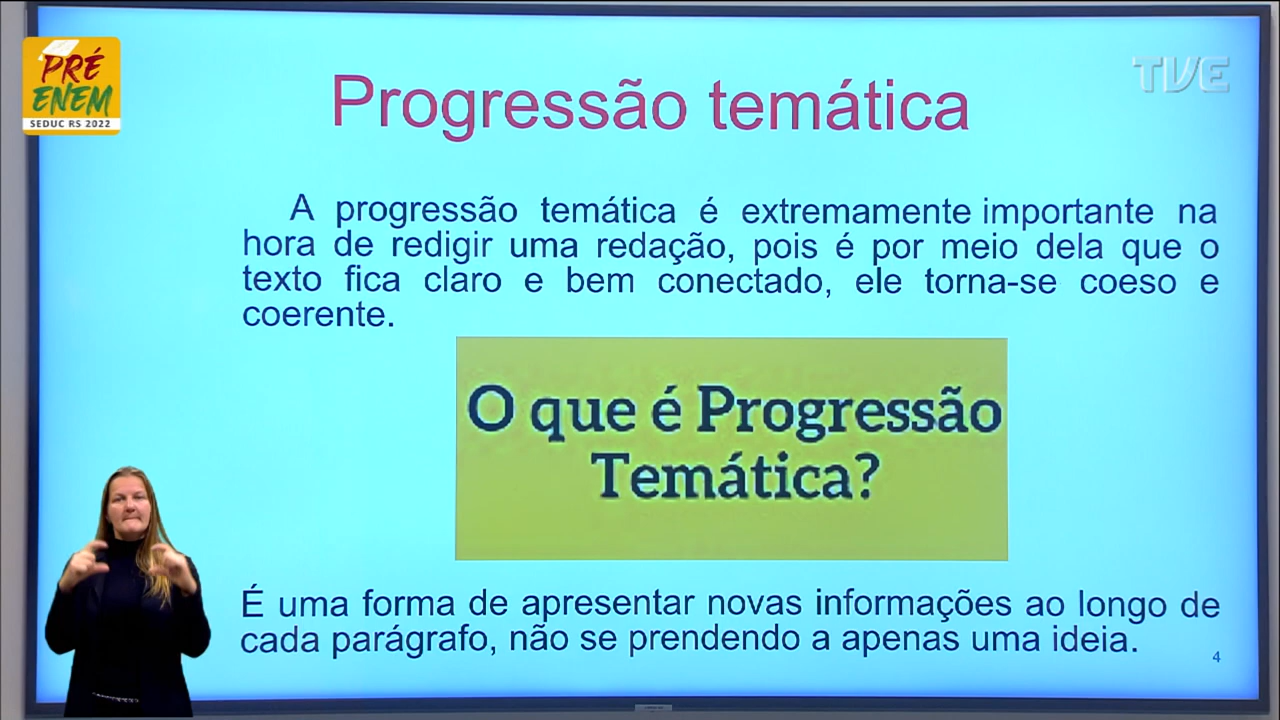 PRÉ
ENEM
SEDUC RS 2022
TVE
Progressão temática
A progressão temática é extremamente importante na
hora de redigir uma redação, pois é por meio dela que o
texto fica claro e bem conectado, ele torna-se coeso e
coerente.
O que é Progressão
Temática?
É uma forma de apresentar novas informações ao longo de
cada parágrafo, não se prendendo a apenas uma ideia.
4